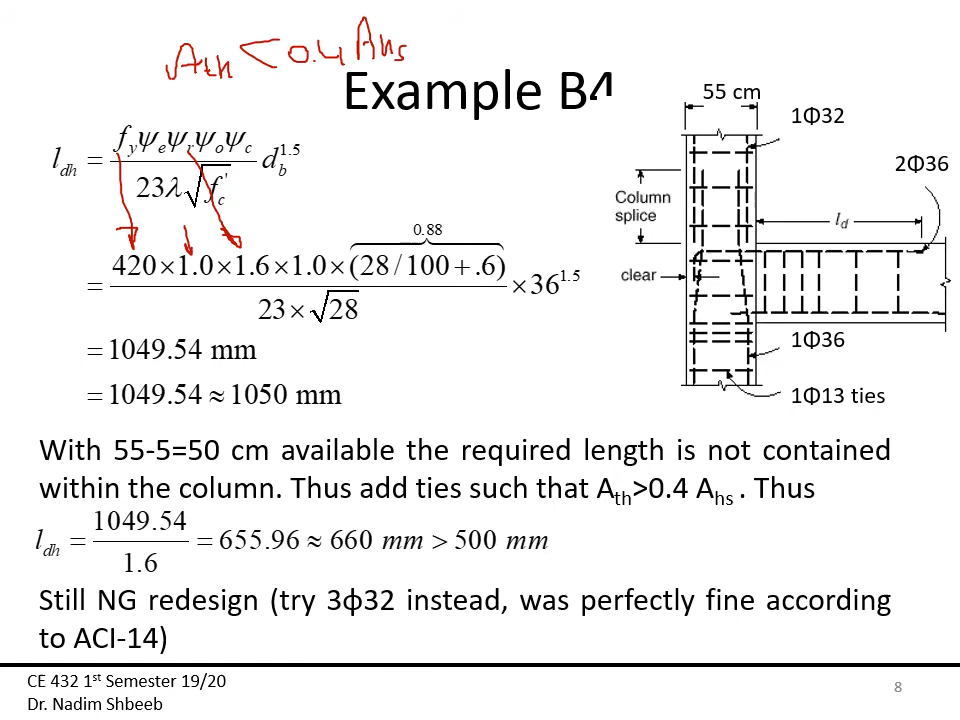 Ath < 0.4 Ahs
Example B4
l_dh = f_y ψ_e ψ_r ψ_o ψ_c / 23λ√f_c' d_b^1.5
0.88
= 420×1.0×1.6×1.0×(28/100+.6) / 23×√28 ×36^1.5
= 1049.54 mm
= 1049.54 ≈ 1050 mm
55 cm
1Φ32
2Φ36
Column
splice
l_d
clear
1Φ36
1Φ13 ties
With 55-5=50 cm available the required length is not contained
within the column. Thus add ties such that A_th>0.4 A_hs . Thus
l_dh = 1049.54 / 1.6 = 655.96 ≈ 660 mm > 500 mm
Still NG redesign (try 3ϕ32 instead, was perfectly fine according
to ACI-14)
CE 432 1st Semester 19/20
Dr. Nadim Shbeeb
8